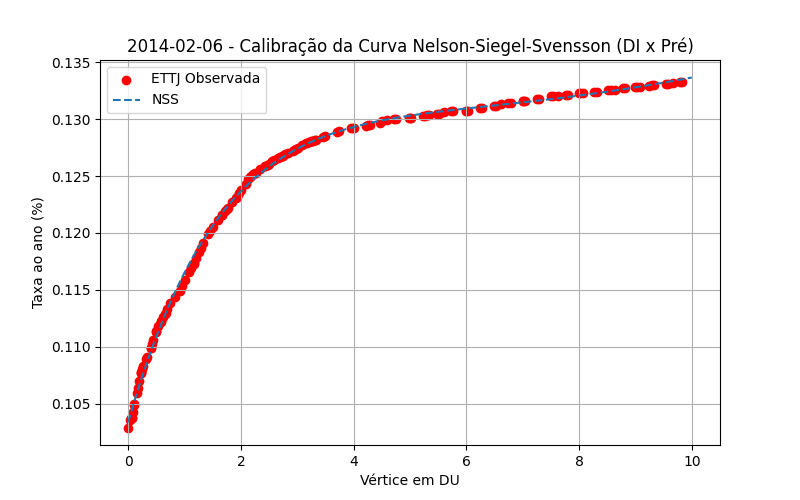 2014-02-06 - Calibração da Curva Nelson-Siegel-Svensson (DI x Pré)
ETTJ Observada
NSS
Taxa ao ano (%)
0.135
0.130
0.125
0.120
0.115
0.110
0.105
0
2
4
6
8
10
Vértice em DU